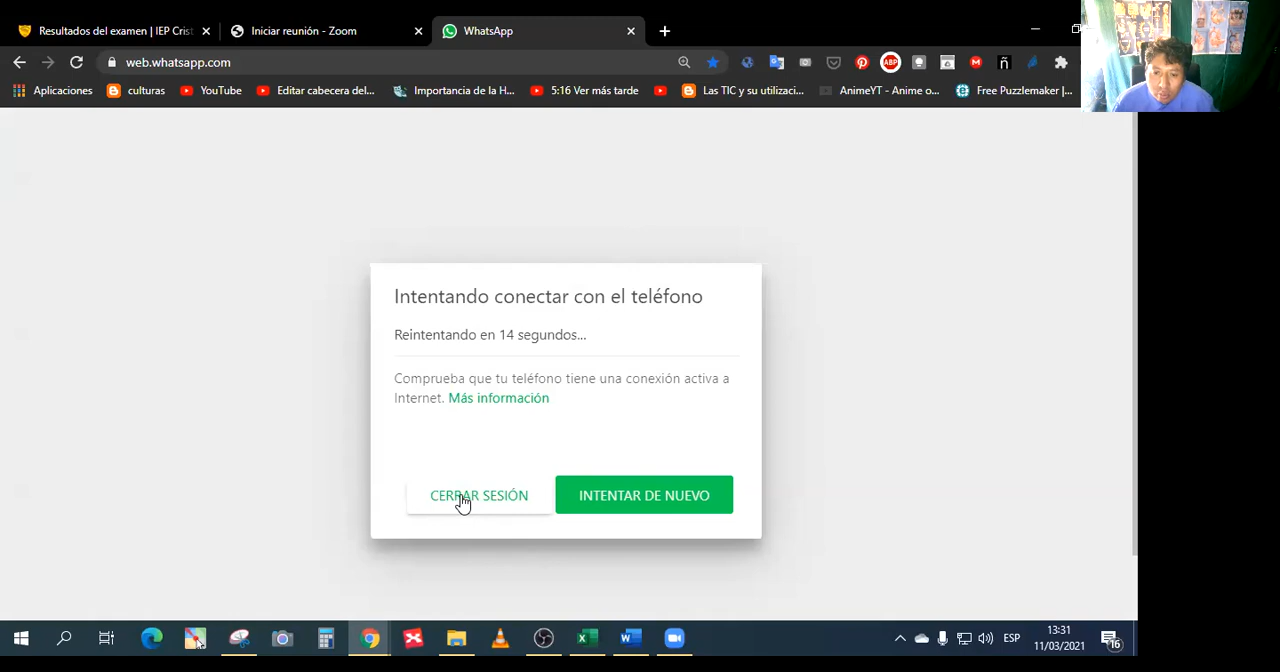 Resultados del examen | IEP Crist
Iniciar reunión - Zoom
WhatsApp
web.whatsapp.com
ABP
M
ñ
Aplicaciones
culturas
YouTube
Editar cabecera del...
Importancia de la H...
5:16 Ver más tarde
Las TIC y su utilizaci...
AnimeYT - Anime o...
Free Puzzlemaker |...
Intentando conectar con el teléfono
Reintentando en 14 segundos...
Comprueba que tu teléfono tiene una conexión activa a
Internet. Más información
CERRAR SESIÓN
INTENTAR DE NUEVO
ESP
13:31
11/03/2021
16